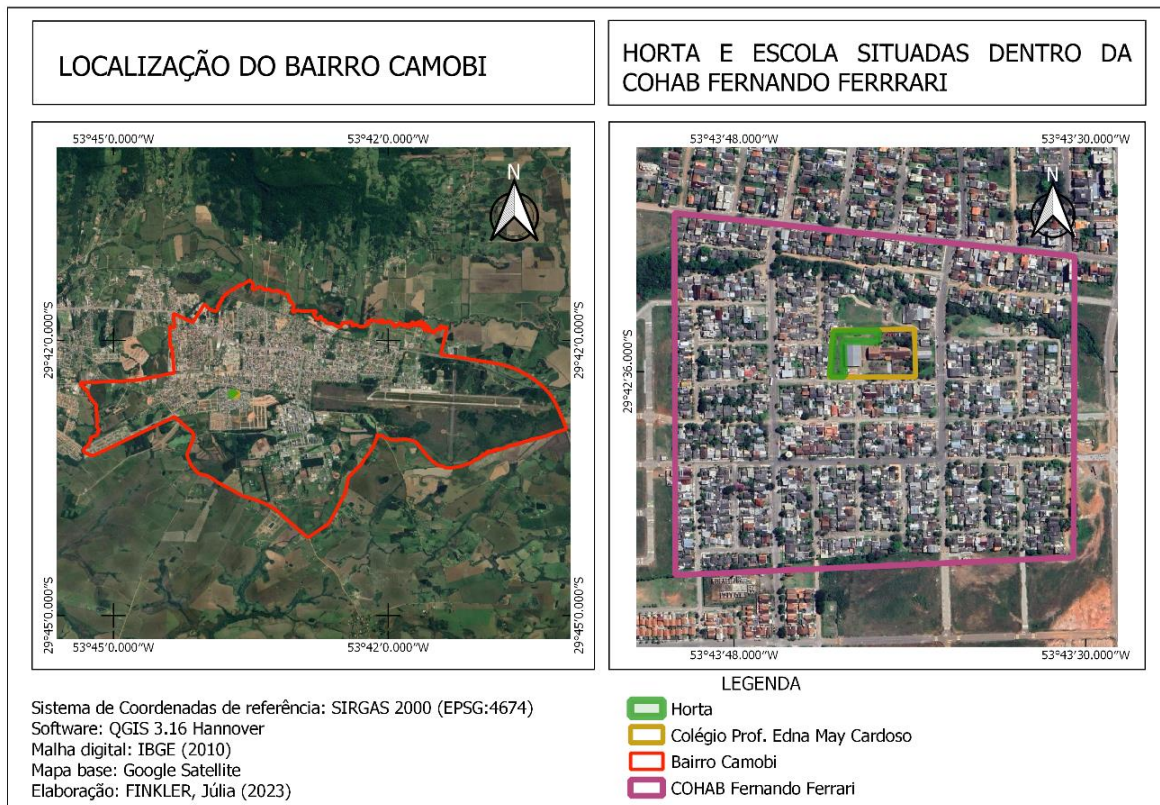 LOCALIZAÇÃO DO BAIRRO CAMOBI
HORTA E ESCOLA SITUADAS DENTRO DA
COHAB FERNANDO FERRRARI
53°45'0.000"W
53°42'0.000"W
N
29°42'0.000"S
29°42'0.000"S
29°45'0.000"S
29°45'0.000"S
53°45'0.000"W
53°42'0.000"W
53°43'48.000"W
53°43'30.000"W
N
29°42'36.000"S
29°42'36.000"S
53°43'48.000"W
53°43'30.000"W
Sistema de Coordenadas de referência: SIRGAS 2000 (EPSG:4674)
Software: QGIS 3.16 Hannover
Malha digital: IBGE (2010)
Mapa base: Google Satellite
Elaboração: FINKLER, Júlia (2023)
LEGENDA
Horta
Colégio Prof. Edna May Cardoso
Bairro Camobi
COHAB Fernando Ferrari